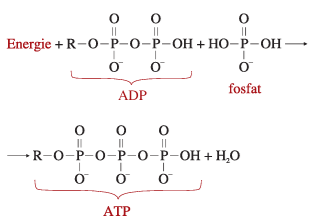 O O O
Energie + R–O–P–O–P–OH + HO–P–OH ⟶
O⁻ O⁻ O⁻
ADP fosfat
O O O
⟶ R–O–P–O–P–O–P–OH + H₂O
O⁻ O⁻ O⁻
ATP